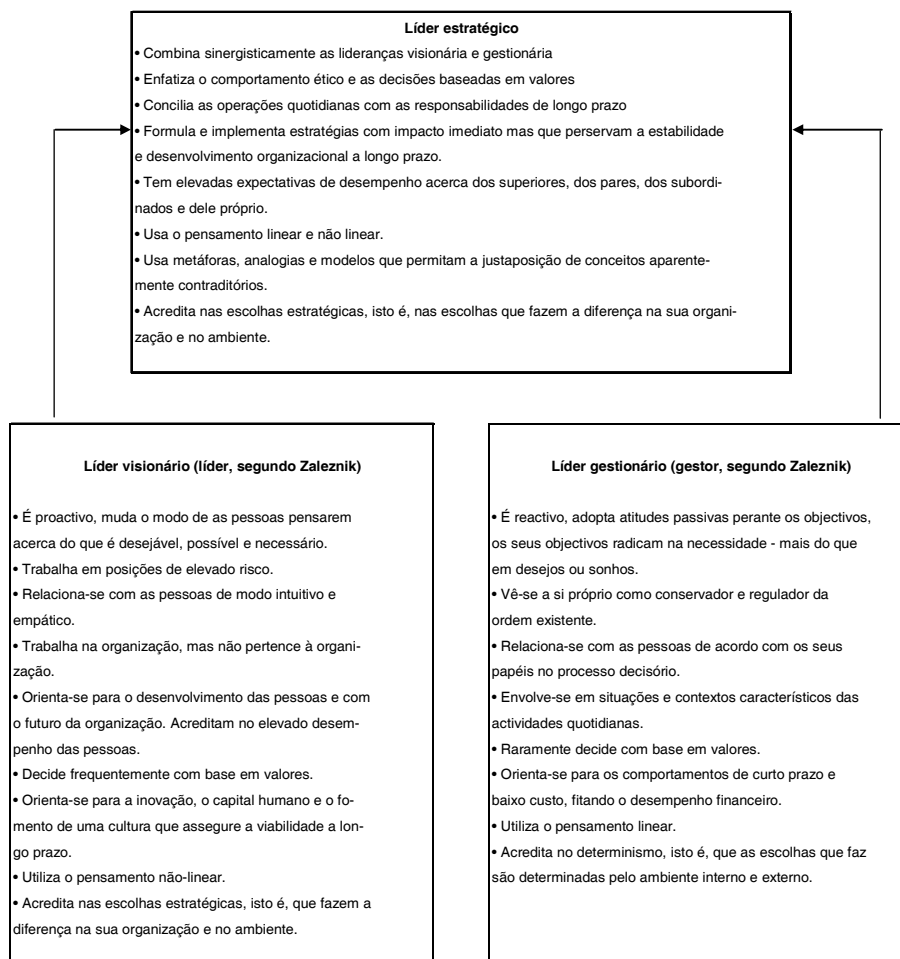 Líder estratégico
• Combina sinergisticamente as lideranças visionária e gestionária
• Enfatiza o comportamento ético e as decisões baseadas em valores
• Concilia as operações quotidianas com as responsabilidades de longo prazo
• Formula e implementa estratégias com impacto imediato mas que perservam a estabilidade
e desenvolvimento organizacional a longo prazo.
• Tem elevadas expectativas de desempenho acerca dos superiores, dos pares, dos subordi-
nados e dele próprio.
• Usa o pensamento linear e não linear.
• Usa metáforas, analogias e modelos que permitam a justaposição de conceitos aparente-
mente contraditórios.
• Acredita nas escolhas estratégicas, isto é, nas escolhas que fazem a diferença na sua organi-
zação e no ambiente.
Líder visionário (líder, segundo Zaleznik)
• É proactivo, muda o modo de as pessoas pensarem
acerca do que é desejável, possível e necessário.
• Trabalha em posições de elevado risco.
• Relaciona-se com as pessoas de modo intuitivo e
empático.
• Trabalha na organização, mas não pertence à organi-
zação.
• Orienta-se para o desenvolvimento das pessoas e com
o futuro da organização. Acreditam no elevado desem-
penho das pessoas.
• Decide frequentemente com base em valores.
• Orienta-se para a inovação, o capital humano e o fo-
mento de uma cultura que assegure a viabilidade a lon-
go prazo.
• Utiliza o pensamento não-linear.
• Acredita nas escolhas estratégicas, isto é, que fazem a
diferença na sua organização e no ambiente.
Líder gestionário (gestor, segundo Zaleznik)
• É reactivo, adopta atitudes passivas perante os objectivos,
os seus objectivos radicam na necessidade - mais do que
em desejos ou sonhos.
• Vê-se a si próprio como conservador e regulador da
ordem existente.
• Relaciona-se com as pessoas de acordo com os seus
papéis no processo decisório.
• Envolve-se em situações e contextos característicos das
actividades quotidianas.
• Raramente decide com base em valores.
• Orienta-se para os comportamentos de curto prazo e
baixo custo, fitando o desempenho financeiro.
• Utiliza o pensamento linear.
• Acredita no determinismo, isto é, que as escolhas que faz
são determinadas pelo ambiente interno e externo.